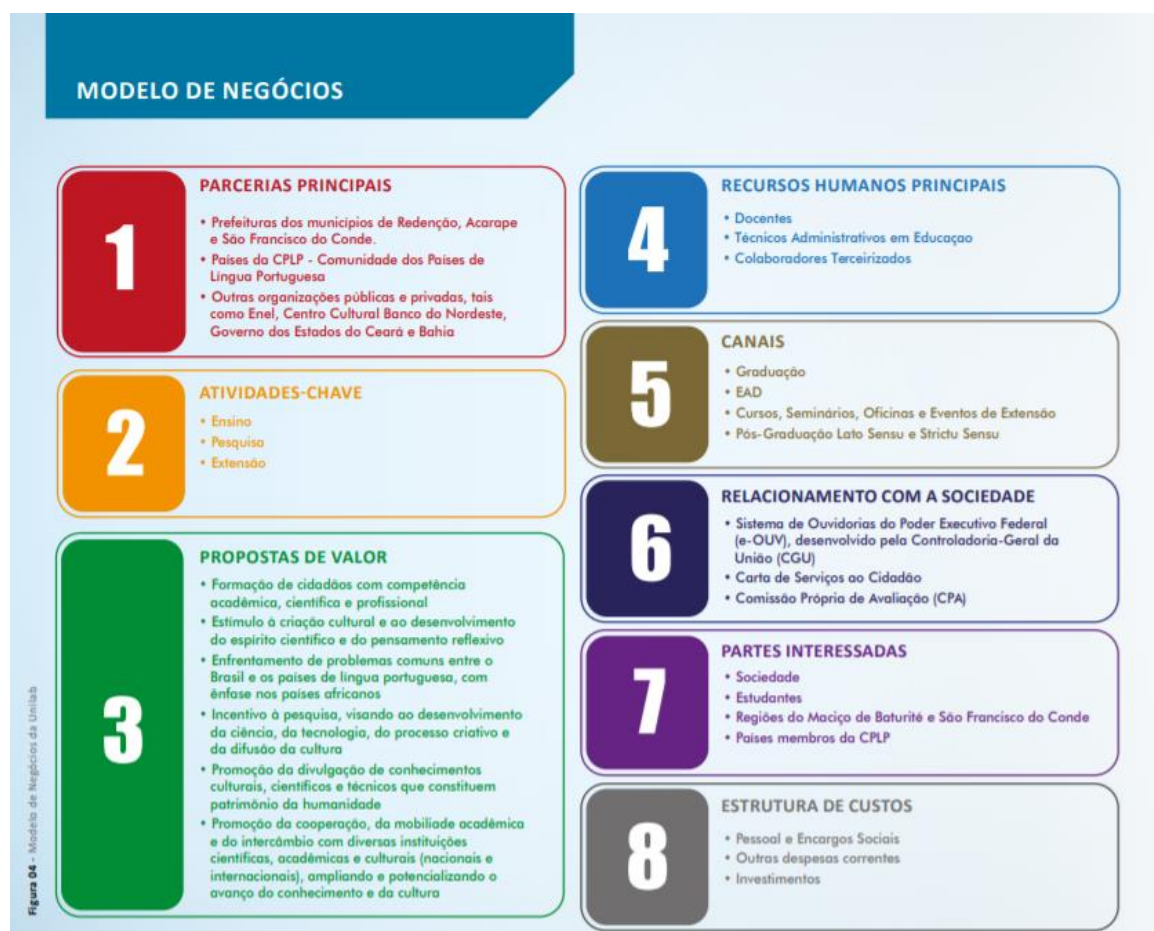 MODELO DE NEGÓCIOS
1
PARCERIAS PRINCIPAIS
• Prefeituras dos municípios de Redenção, Acarape
e São Francisco do Conde.
• Países da CPLP - Comunidade dos Países de
Língua Portuguesa
• Outras organizações públicas e privadas, tais
como Enel, Centro Cultural Banco do Nordeste,
Governo dos Estados do Ceará e Bahia
2
ATIVIDADES-CHAVE
• Ensino
• Pesquisa
• Extensão
3
PROPOSTAS DE VALOR
• Formação de cidadãos com competência
acadêmica, científica e profissional
• Estímulo à criação cultural e ao desenvolvimento
do espírito científico e do pensamento reflexivo
• Enfrentamento de problemas comuns entre o
Brasil e os países de língua portuguesa, com
ênfase nos países africanos
• Incentivo à pesquisa, visando ao desenvolvimento
da ciência, da tecnologia, do processo criativo e
da difusão da cultura
• Promoção da divulgação de conhecimentos
culturais, científicos e técnicos que constituem
patrimônio da humanidade
• Promoção da cooperação, da mobiliade acadêmica
e do intercâmbio com diversas instituições
científicas, acadêmicas e culturais (nacionais e
internacionais), ampliando e potencializando o
avanço do conhecimento e da cultura
4
RECURSOS HUMANOS PRINCIPAIS
• Docentes
• Técnicos Administrativos em Educaçao
• Colaboradores Terceirizados
5
CANAIS
• Graduação
• EAD
• Cursos, Seminários, Oficinas e Eventos de Extensão
• Pós-Graduação Lato Sensu e Strictu Sensu
6
RELACIONAMENTO COM A SOCIEDADE
• Sistema de Ouvidorias do Poder Executivo Federal
(e-OUV), desenvolvido pela Controladoria-Geral da
União (CGU)
• Carta de Serviços ao Cidadão
• Comissão Própria de Avaliação (CPA)
7
PARTES INTERESSADAS
• Sociedade
• Estudantes
• Regiões do Maciço de Baturité e São Francisco do Conde
• Países membros da CPLP
8
ESTRUTURA DE CUSTOS
• Pessoal e Encargos Sociais
• Outras despesas correntes
• Investimentos
Figura 04 - Modelo de Negócios da Unilab